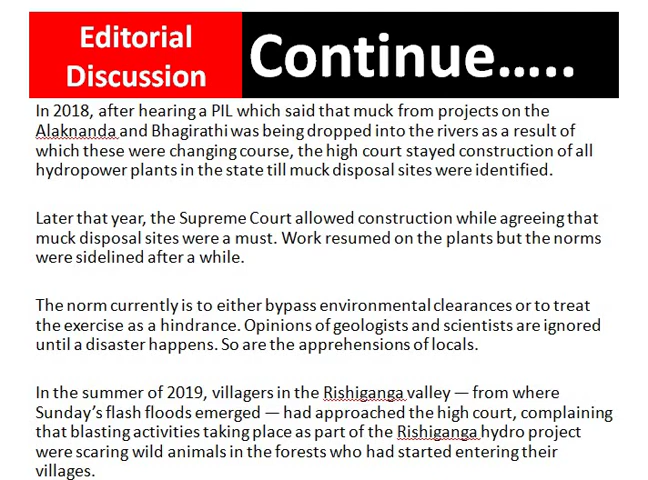 Editorial
Discussion
Continue…..
In 2018, after hearing a PIL which said that muck from projects on the
Alaknanda and Bhagirathi was being dropped into the rivers as a result of
which these were changing course, the high court stayed construction of all
hydropower plants in the state till muck disposal sites were identified.
Later that year, the Supreme Court allowed construction while agreeing that
muck disposal sites were a must. Work resumed on the plants but the norms
were sidelined after a while.
The norm currently is to either bypass environmental clearances or to treat
the exercise as a hindrance. Opinions of geologists and scientists are ignored
until a disaster happens. So are the apprehensions of locals.
In the summer of 2019, villagers in the Rishiganga valley — from where
Sunday’s flash floods emerged — had approached the high court, complaining
that blasting activities taking place as part of the Rishiganga hydro project
were scaring wild animals in the forests who had started entering their
villages.